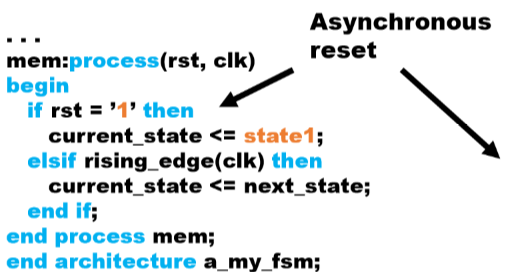 . . .
mem:process(rst, clk)
begin
if rst = ’1’ then
current_state <= state1;
elsif rising_edge(clk) then
current_state <= next_state;
end if;
end process mem;
end architecture a_my_fsm;
Asynchronous
reset